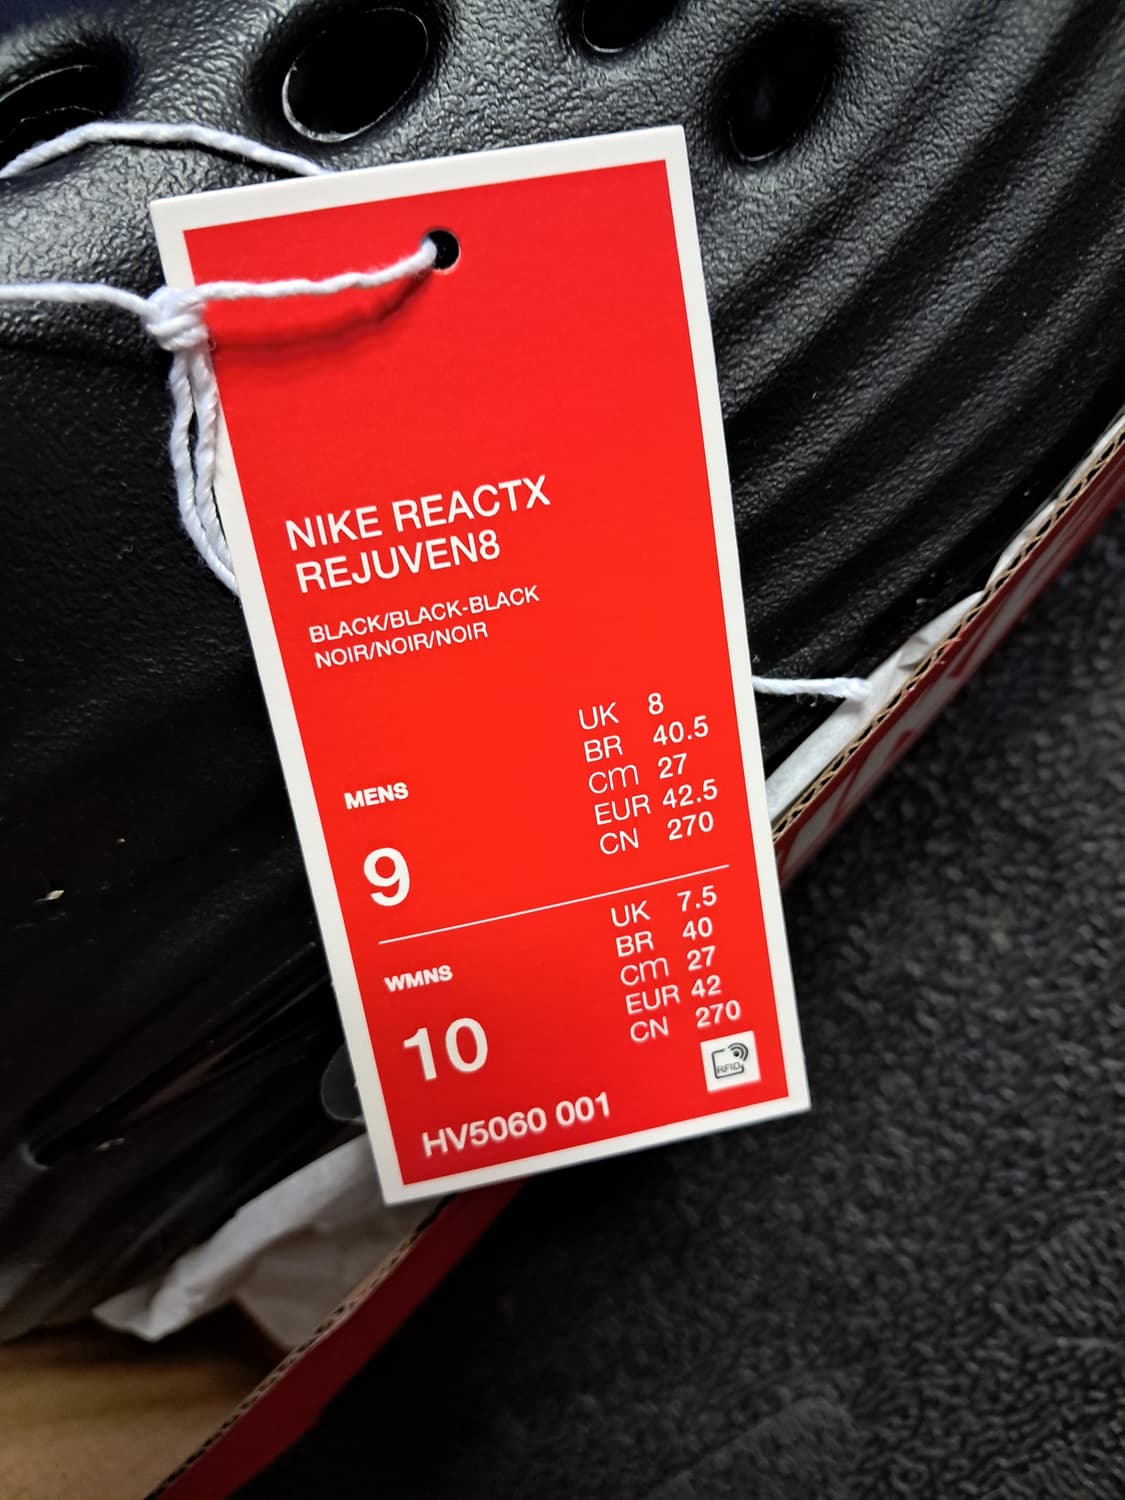 NIKE REACTX
REJUVEN8
BLACK/BLACK-BLACK
NOIR/NOIR/NOIR
MENS
9
UK 8
BR 40.5
cm 27
EUR 42.5
CN 270
WMNS
10
UK 7.5
BR 40
cm 27
EUR 42
CN 270
RFID
HV5060 001